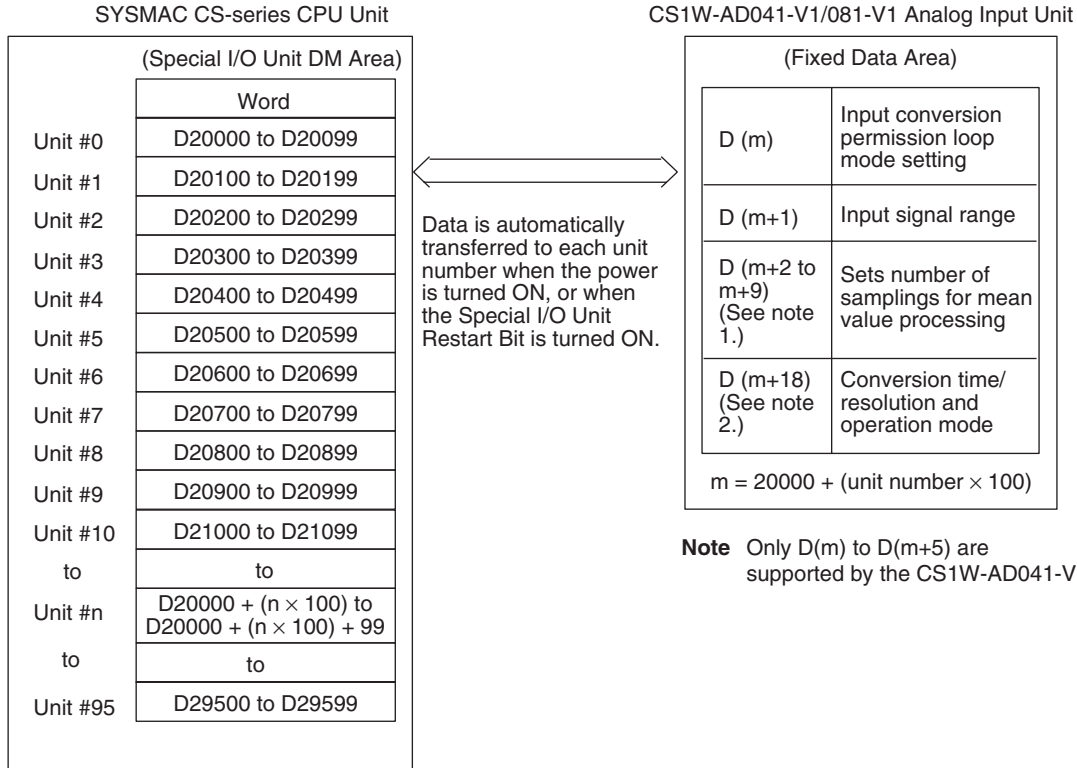 SYSMAC CS-series CPU Unit
(Special I/O Unit DM Area)
Word
Unit #0 D20000 to D20099
Unit #1 D20100 to D20199
Unit #2 D20200 to D20299
Unit #3 D20300 to D20399
Unit #4 D20400 to D20499
Unit #5 D20500 to D20599
Unit #6 D20600 to D20699
Unit #7 D20700 to D20799
Unit #8 D20800 to D20899
Unit #9 D20900 to D20999
Unit #10 D21000 to D21099
to to
Unit #n D20000 + (n × 100) to
D20000 + (n × 100) + 99
to to
Unit #95 D29500 to D29599
Data is automatically
transferred to each unit
number when the power
is turned ON, or when
the Special I/O Unit
Restart Bit is turned ON.
CS1W-AD041-V1/081-V1 Analog Input Unit
(Fixed Data Area)
D (m)
Input conversion
permission loop
mode setting
D (m+1)
Input signal range
D (m+2 to
m+9)
(See note
1.)
Sets number of
samplings for mean
value processing
D (m+18)
(See note
2.)
Conversion time/
resolution and
operation mode
m = 20000 + (unit number × 100)
Note Only D(m) to D(m+5) are
supported by the CS1W-AD041-V